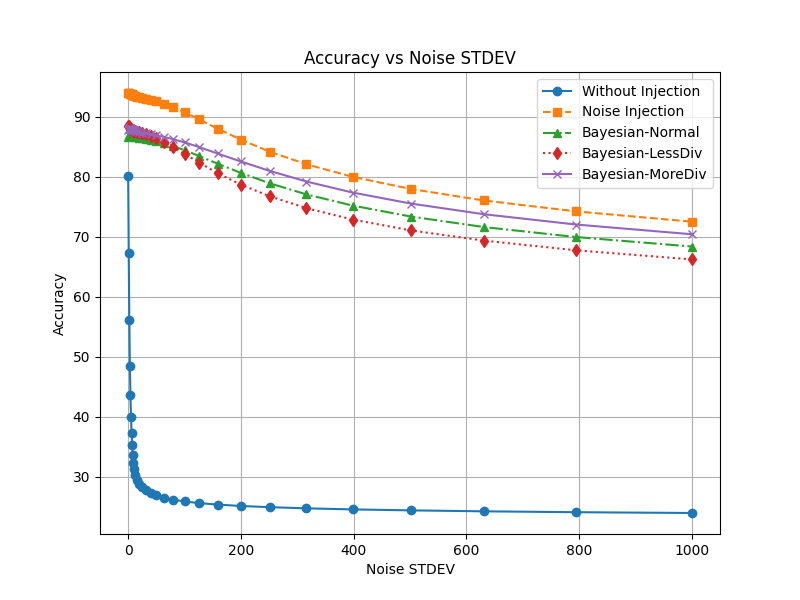 Accuracy vs Noise STDEV
Without Injection
Noise Injection
Bayesian-Normal
Bayesian-LessDiv
Bayesian-MoreDiv
Accuracy
90
80
70
60
50
40
30
0 200 400 600 800 1000
Noise STDEV